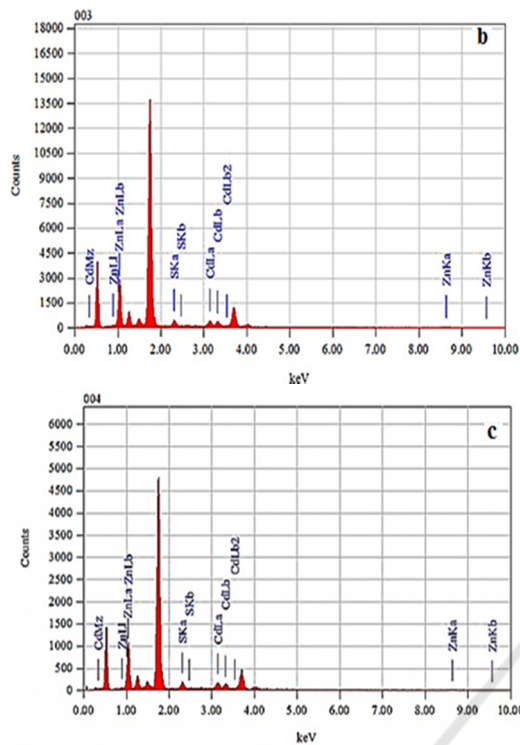 003
b
18000
16500
15000
13500
12000
10500
9000
7500
6000
4500
3000
1500
0
Counts
CdMz
ZnLl
ZnLa ZnLb
SKa
SKb
CdLa
CdLb
CdLb2
ZnKa
ZnKb
0.00 1.00 2.00 3.00 4.00 5.00 6.00 7.00 8.00 9.00 10.00
keV
004
c
6000
5500
5000
4500
4000
3500
3000
2500
2000
1500
1000
500
0
Counts
CdMz
ZnLl
ZnLa ZnLb
SKa
SKb
CdLa
CdLb
CdLb2
ZnKa
ZnKb
0.00 1.00 2.00 3.00 4.00 5.00 6.00 7.00 8.00 9.00 10.00
keV